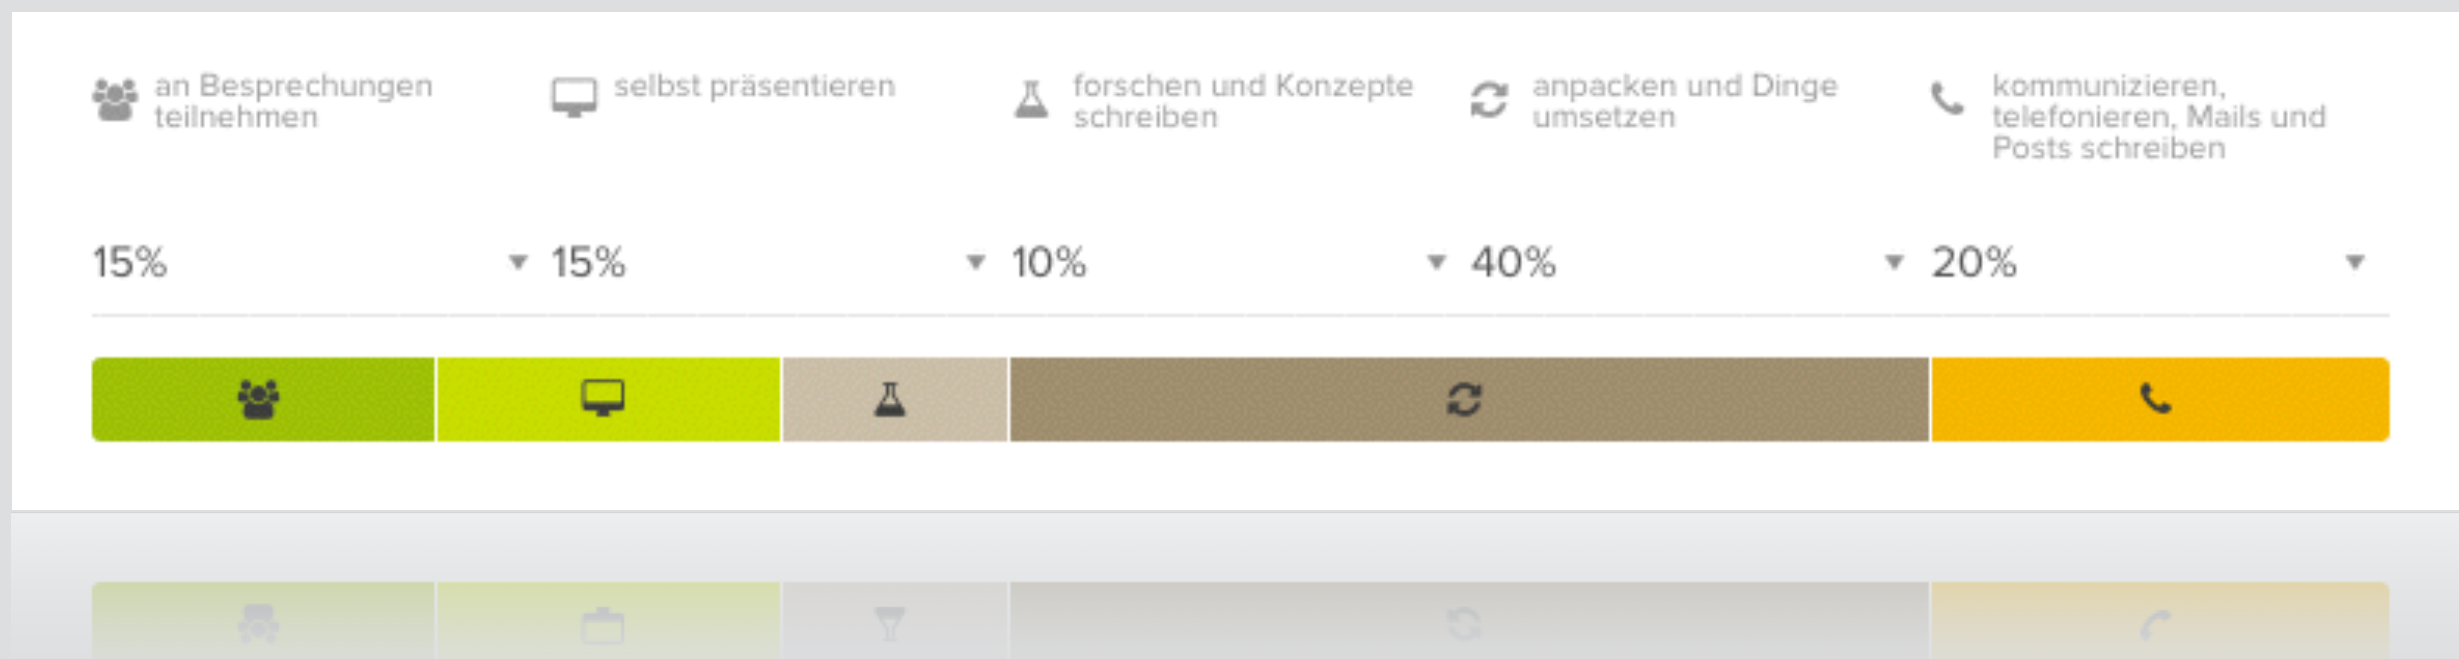 an Besprechungen
teilnehmen
selbst präsentieren
forschen und Konzepte
schreiben
anpacken und Dinge
umsetzen
kommunizieren,
telefonieren, Mails und
Posts schreiben
15%
15%
10%
40%
20%